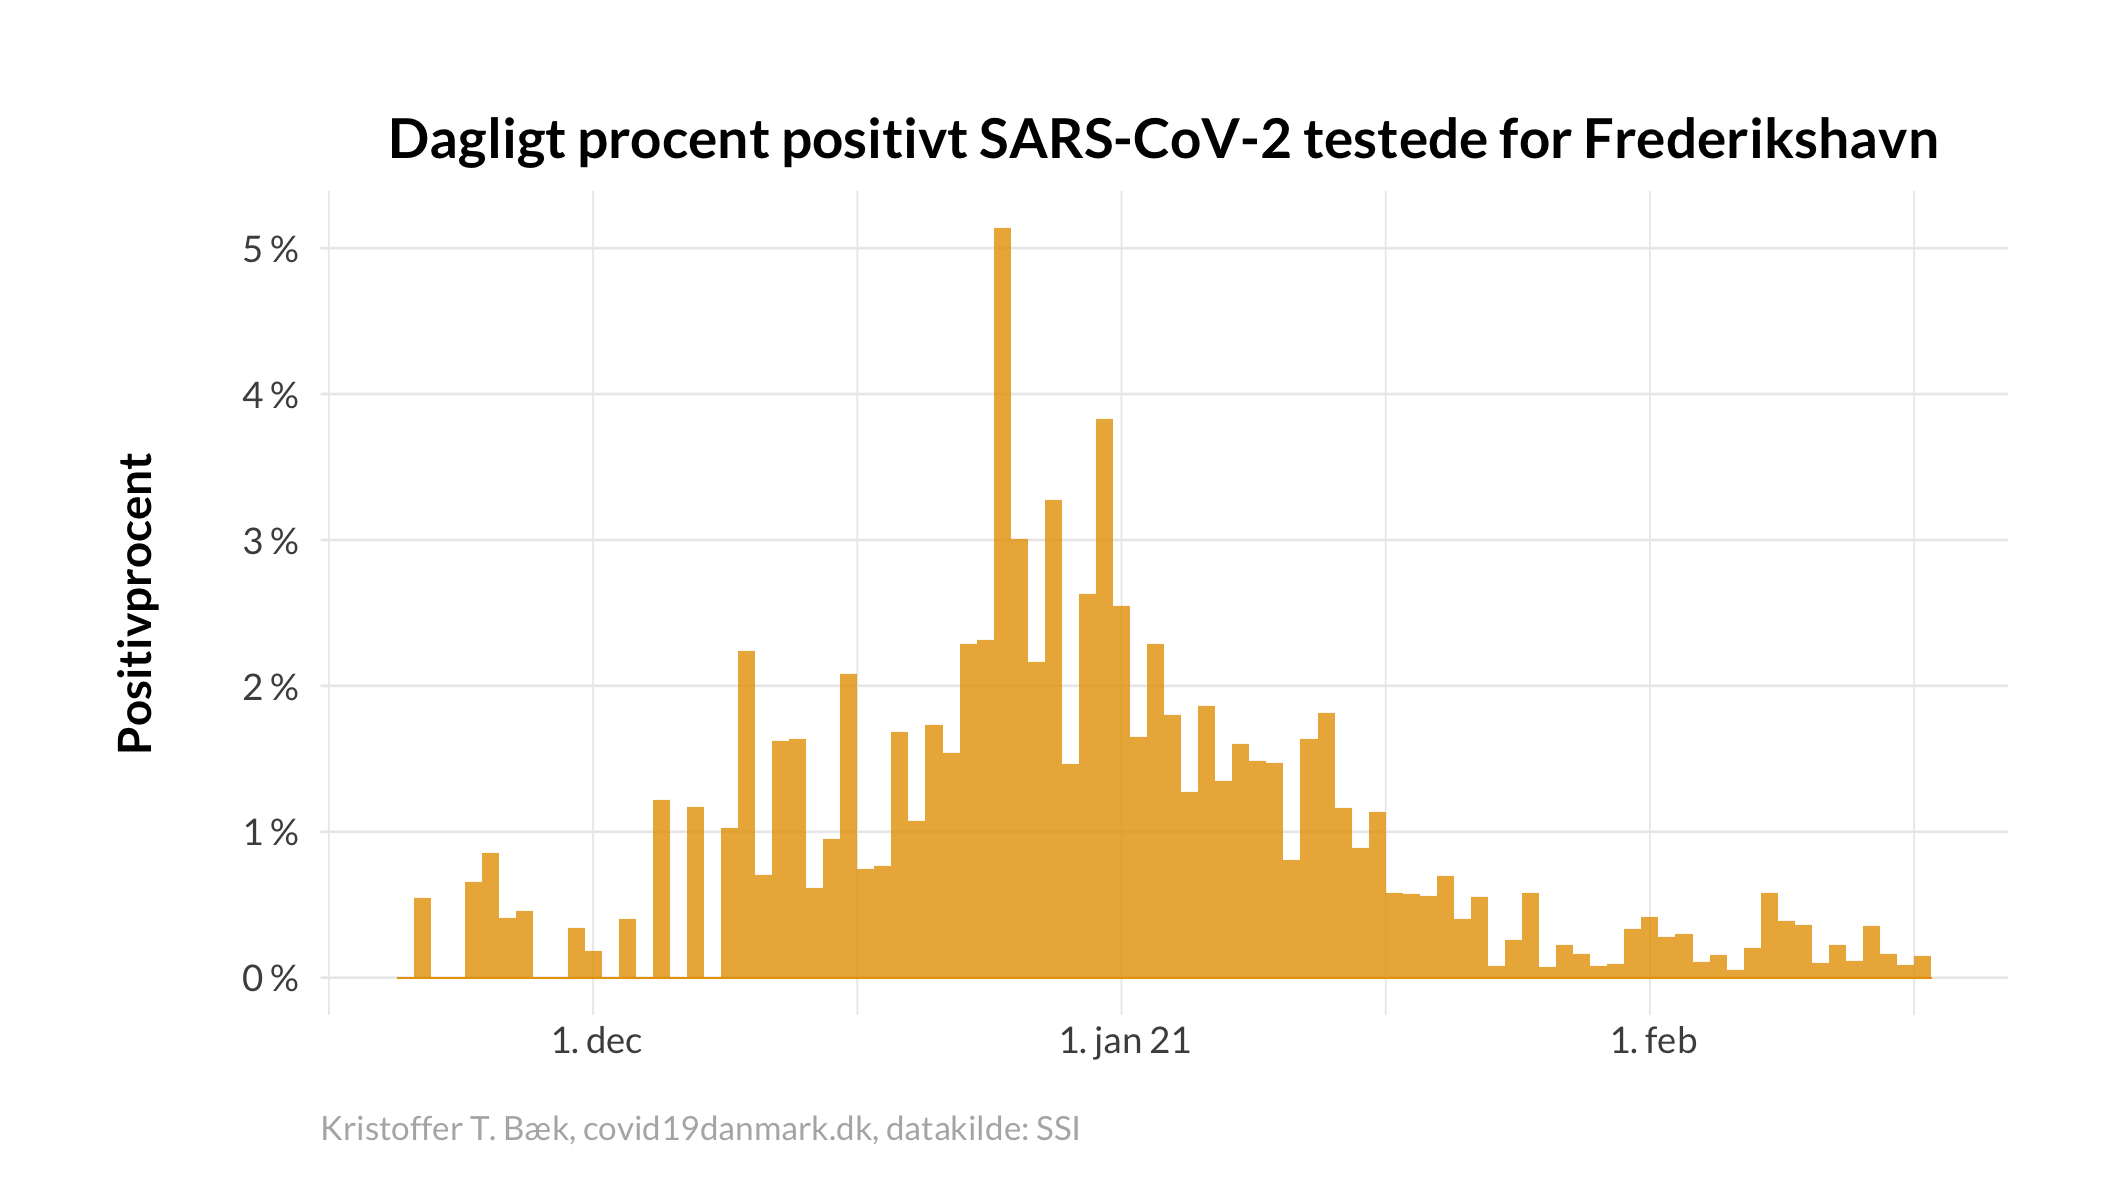 Dagligt procent positivt SARS-CoV-2 testede for Frederikshavn
Positivprocent
5 %
4 %
3 %
2 %
1 %
0 %
1. dec
1. jan 21
1. feb
Kristoffer T. Bæk, covid19danmark.dk, datakilde: SSI